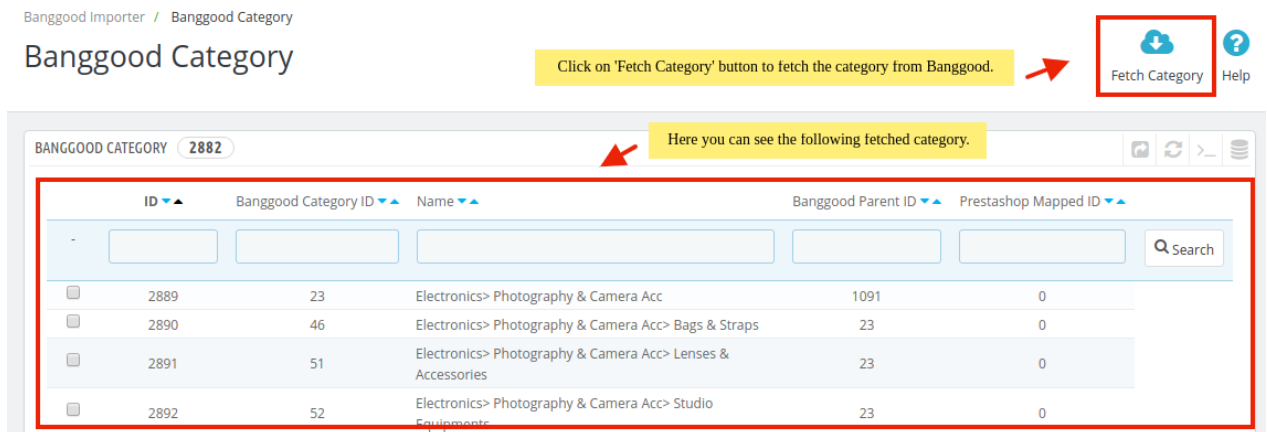 Banggood Importer / Banggood Category
Banggood Category
Click on 'Fetch Category' button to fetch the category from Banggood.
Fetch Category
Help
BANGGOOD CATEGORY 2882
Here you can see the following fetched category.
>_
ID Banggood Category ID Name Banggood Parent ID Prestashop Mapped ID
- Search
2889 23 Electronics> Photography & Camera Acc 1091 0
2890 46 Electronics> Photography & Camera Acc> Bags & Straps 23 0
2891 51 Electronics> Photography & Camera Acc> Lenses & 23 0
Accessories
2892 52 Electronics> Photography & Camera Acc> Studio 23 0
Equipments